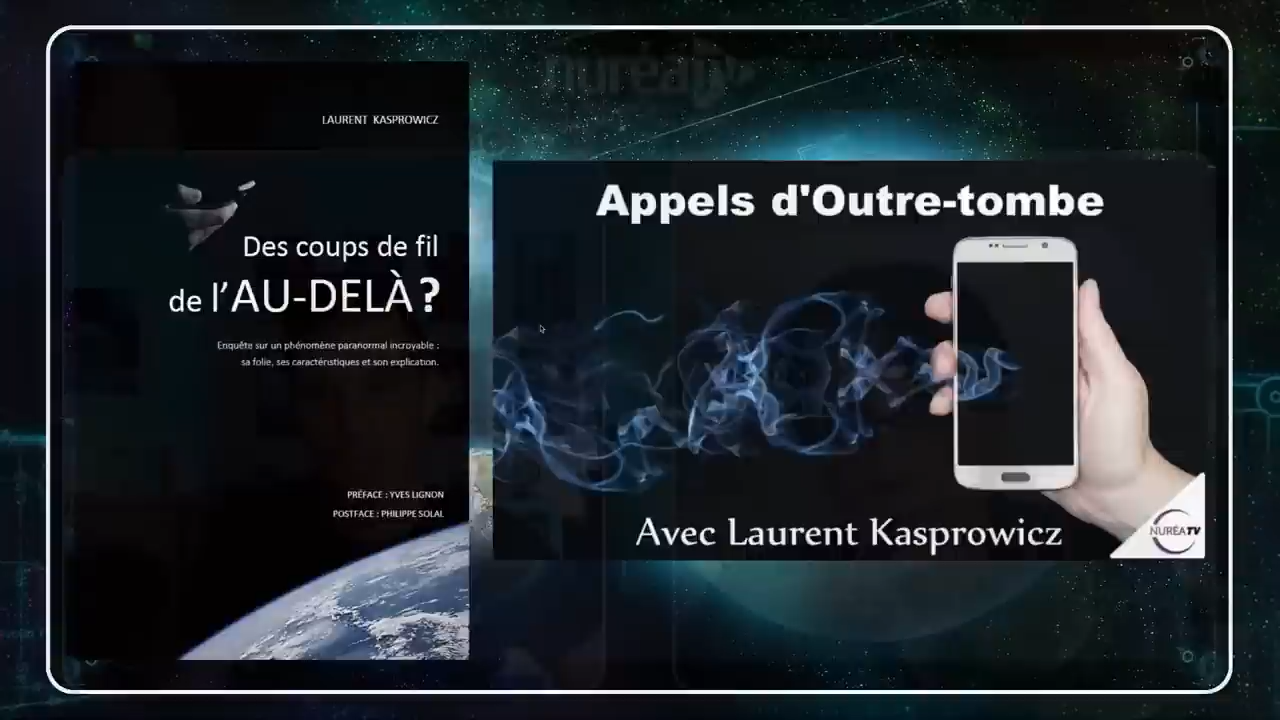 nuréa tv
LAURENT KASPROWICZ
Des coups de fil
de l'AU-DELÀ ?
Enquête sur un phénomène paranormal incroyable :
sa folie, ses caractéristiques et son explication.
PRÉFACE : YVES LIGNON
POSTFACE : PHILIPPE SOLAL
Appels d'Outre-tombe
Avec Laurent Kasprowicz
NURÉATV